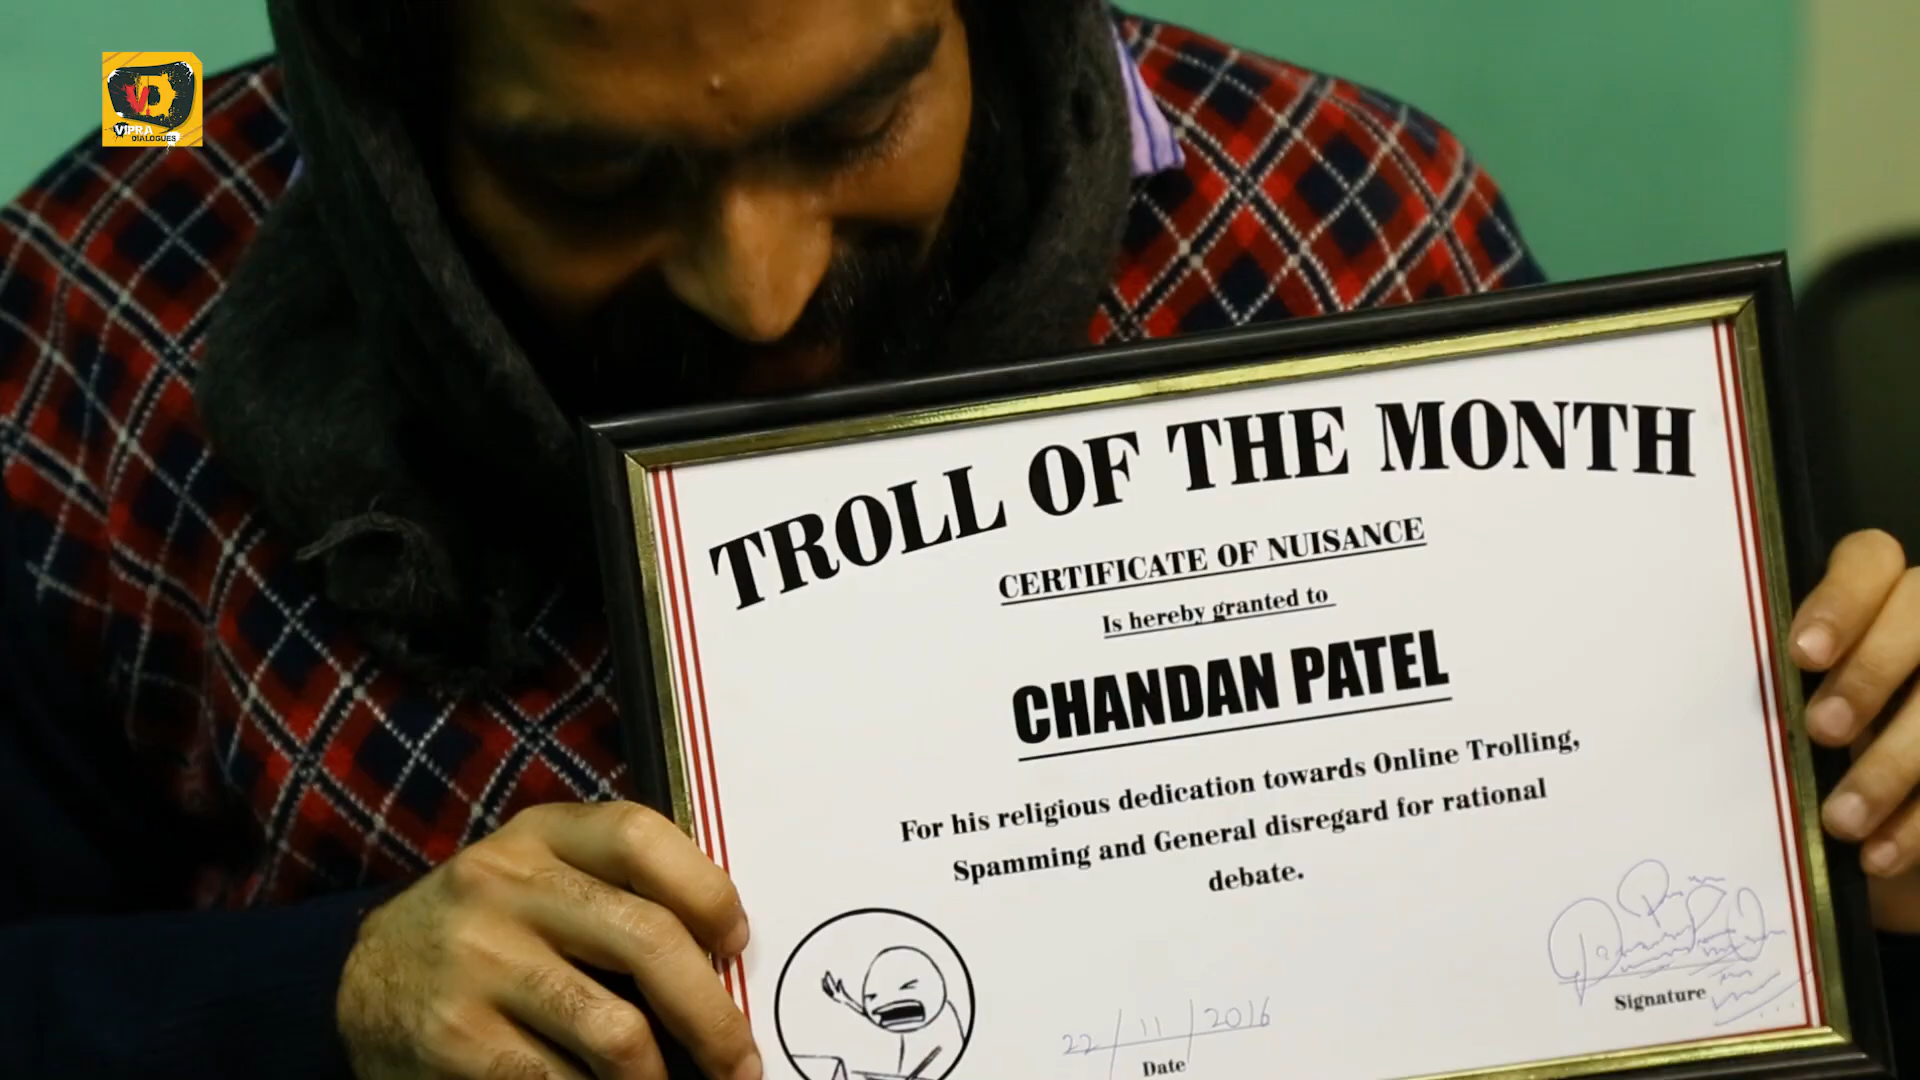 VD
VIPRA
DIALOGUES
TROLL OF THE MONTH
CERTIFICATE OF NUISANCE
Is hereby granted to
CHANDAN PATEL
For his religious dedication towards Online Trolling,
Spamming and General disregard for rational
debate.
22/11/2016
Date
Signature